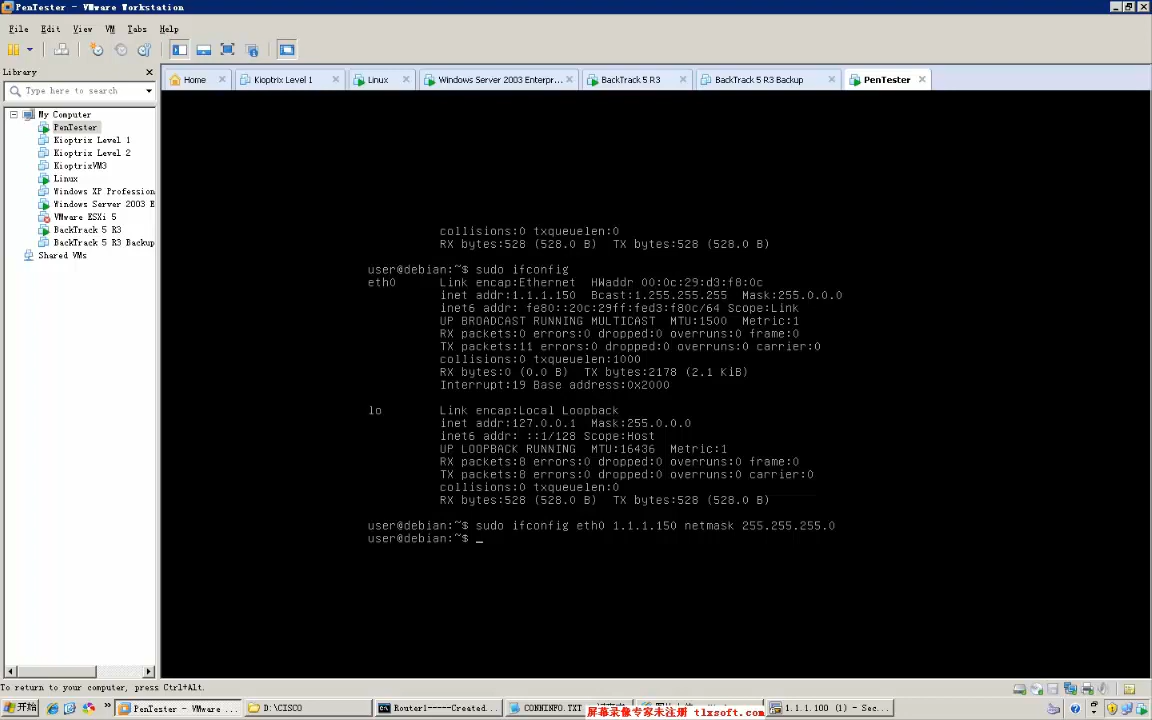 PenTester - VMware Workstation
File Edit View VM Tabs Help
Library
Type here to search
Home
Kioptrix Level 1
Linux
Windows Server 2003 Enterpr...
BackTrack 5 R3
BackTrack 5 R3 Backup
PenTester
My Computer
PenTester
Kioptrix Level 1
Kioptrix Level 2
KioptrixVM3
Linux
Windows XP Profession
Windows Server 2003 E
VMware ESXi 5
BackTrack 5 R3
BackTrack 5 R3 Backup
Shared VMs
collisions:0 txqueuelen:0
RX bytes:528 (528.0 B)  TX bytes:528 (528.0 B)
user@debian:~$ sudo ifconfig
eth0 Link encap:Ethernet  HWaddr 00:0c:29:d3:f8:0c
inet addr:1.1.1.150  Bcast:1.255.255.255  Mask:255.0.0.0
inet6 addr: fe80::20c:29ff:fed3:f80c/64 Scope:Link
UP BROADCAST RUNNING MULTICAST  MTU:1500  Metric:1
RX packets:0 errors:0 dropped:0 overruns:0 frame:0
TX packets:11 errors:0 dropped:0 overruns:0 carrier:0
collisions:0 txqueuelen:1000
RX bytes:0 (0.0 B)  TX bytes:2178 (2.1 KiB)
Interrupt:19 Base address:0x2000
lo Link encap:Local Loopback
inet addr:127.0.0.1  Mask:255.0.0.0
inet6 addr: ::1/128 Scope:Host
UP LOOPBACK RUNNING  MTU:16436  Metric:1
RX packets:8 errors:0 dropped:0 overruns:0 frame:0
TX packets:8 errors:0 dropped:0 overruns:0 carrier:0
collisions:0 txqueuelen:0
RX bytes:528 (528.0 B)  TX bytes:528 (528.0 B)
user@debian:~$ sudo ifconfig eth0 1.1.1.150 netmask 255.255.255.0
user@debian:~$ _
To return to your computer, press Ctrl+Alt.
开始
PenTester - VMware ...
D:\CISCO
Router1-----Created...
CONNINFO.TXT
屏幕录像专家未注册 tlxsoft.com
1.1.1.100 (1) - Sec...